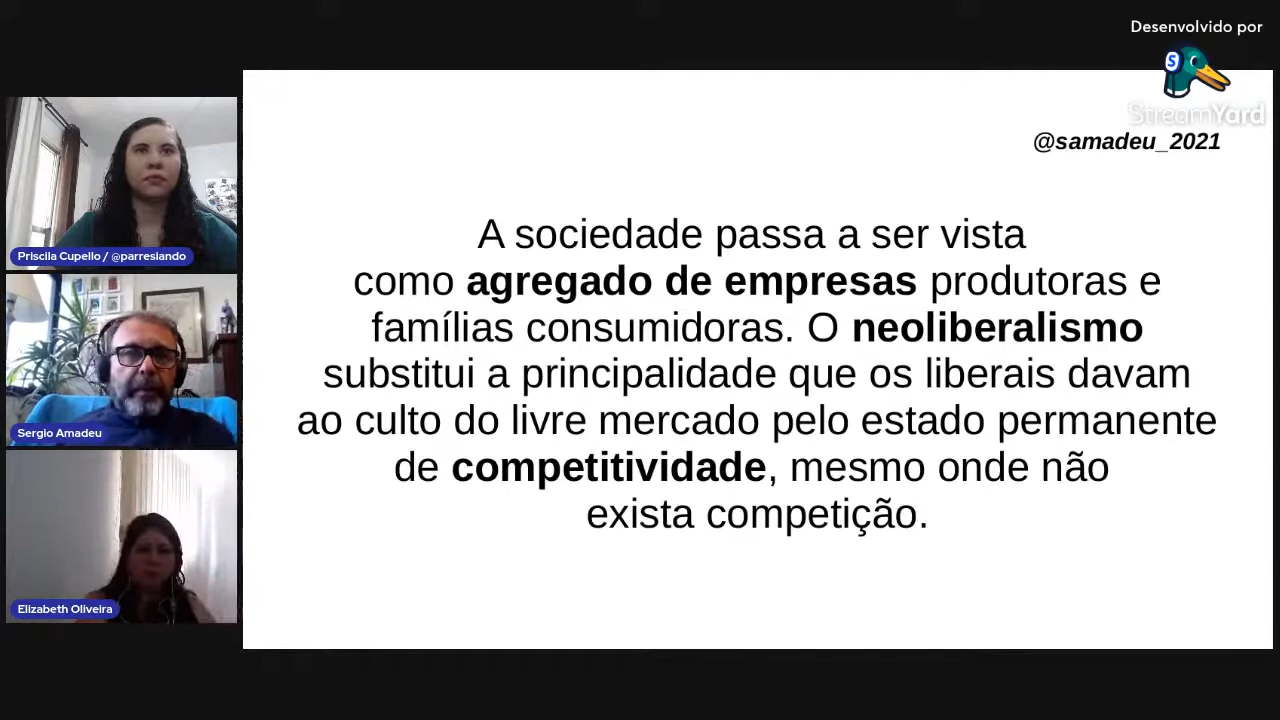 Desenvolvido por
StreamYard
@samadeu_2021
A sociedade passa a ser vista
como agregado de empresas produtoras e
famílias consumidoras. O neoliberalismo
substitui a principalidade que os liberais davam
ao culto do livre mercado pelo estado permanente
de competitividade, mesmo onde não
exista competição.
Priscila Cupello / @parresiando
Sergio Amadeu
Elizabeth Oliveira